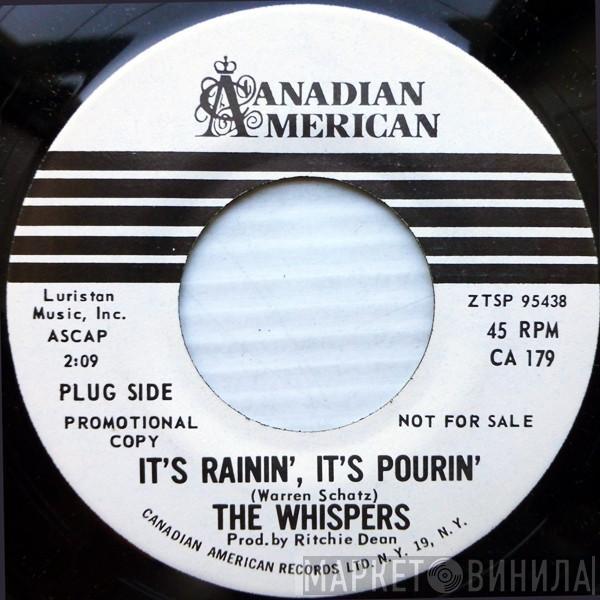 CANADIAN
AMERICAN
Luristan
Music, Inc.
ASCAP
2:09
PLUG SIDE
PROMOTIONAL
COPY
ZTSP 95438
45 RPM
CA 179
NOT FOR SALE
IT'S RAININ', IT'S POURIN'
(Warren Schatz)
THE WHISPERS
Prod. by Ritchie Dean
CANADIAN AMERICAN RECORDS LTD. N.Y. 19, N.Y.
МАРКЕТ ВИНИЛА